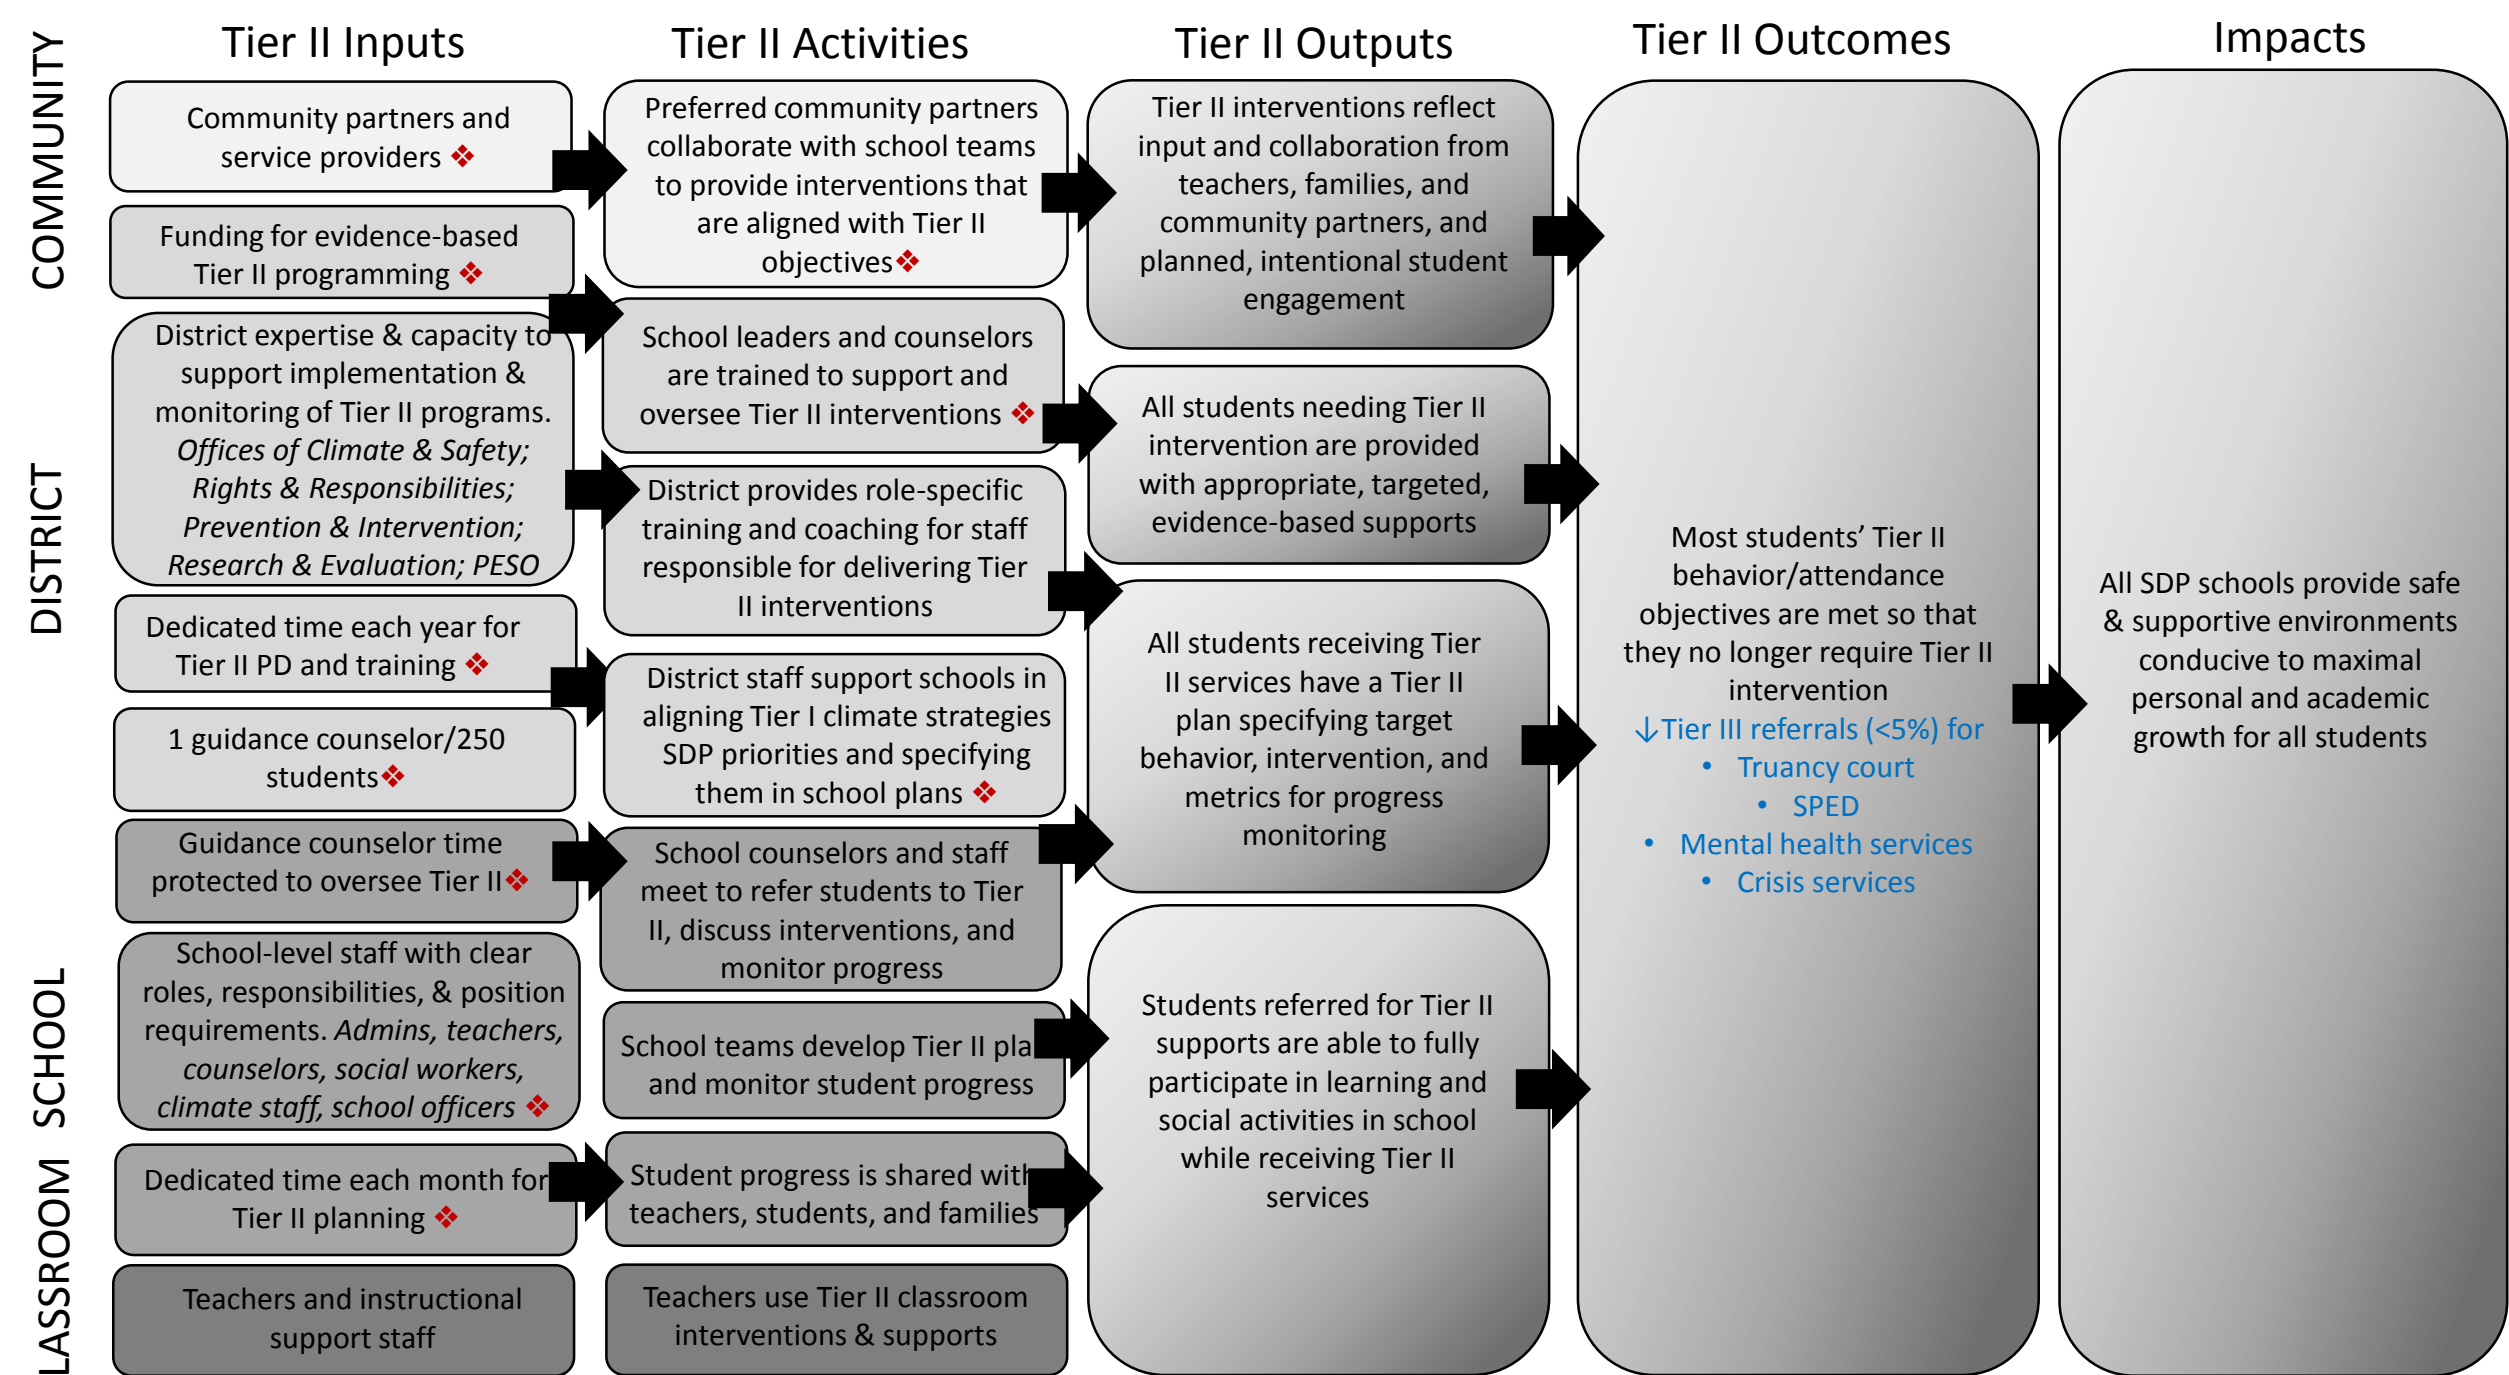 Tier II Inputs
Tier II Activities
Tier II Outputs
Tier II Outcomes
Impacts
COMMUNITY
DISTRICT
SCHOOL
LASSROOM
Community partners and
service providers ❖
Funding for evidence-based
Tier II programming ❖
District expertise & capacity to
support implementation &
monitoring of Tier II programs.
Offices of Climate & Safety;
Rights & Responsibilities;
Prevention & Intervention;
Research & Evaluation; PESO
Dedicated time each year for
Tier II PD and training ❖
1 guidance counselor/250
students❖
Guidance counselor time
protected to oversee Tier II❖
School-level staff with clear
roles, responsibilities, & position
requirements. Admins, teachers,
counselors, social workers,
climate staff, school officers ❖
Dedicated time each month for
Tier II planning ❖
Teachers and instructional
support staff
Preferred community partners
collaborate with school teams
to provide interventions that
are aligned with Tier II
objectives❖
School leaders and counselors
are trained to support and
oversee Tier II interventions ❖
District provides role-specific
training and coaching for staff
responsible for delivering Tier
II interventions
District staff support schools in
aligning Tier I climate strategies
SDP priorities and specifying
them in school plans ❖
School counselors and staff
meet to refer students to Tier
II, discuss interventions, and
monitor progress
School teams develop Tier II pla
and monitor student progress
Student progress is shared with
teachers, students, and families
Teachers use Tier II classroom
interventions & supports
Tier II interventions reflect
input and collaboration from
teachers, families, and
community partners, and
planned, intentional student
engagement
All students needing Tier II
intervention are provided
with appropriate, targeted,
evidence-based supports
All students receiving Tier
II services have a Tier II
plan specifying target
behavior, intervention, and
metrics for progress
monitoring
Students referred for Tier II
supports are able to fully
participate in learning and
social activities in school
while receiving Tier II
services
Most students’ Tier II
behavior/attendance
objectives are met so that
they no longer require Tier II
intervention
↓Tier III referrals (<5%) for
• Truancy court
• SPED
• Mental health services
• Crisis services
All SDP schools provide safe
& supportive environments
conducive to maximal
personal and academic
growth for all students